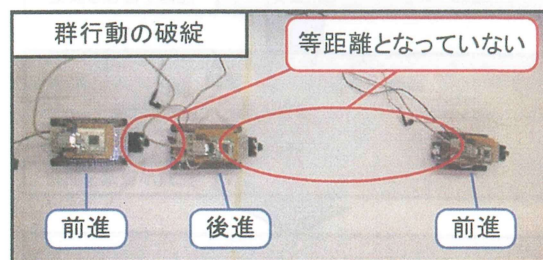 群行動の破綻
等距離となっていない
前進
後進
前進